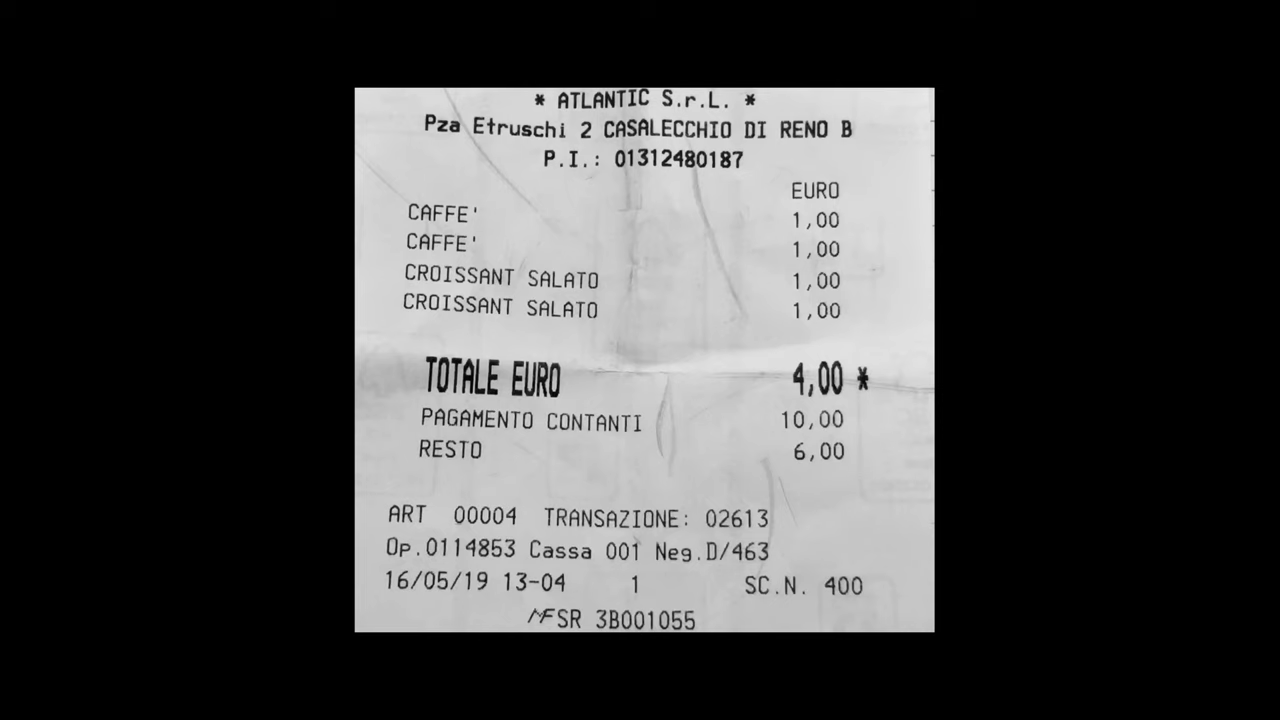 * ATLANTIC S.r.L. *
Pza Etruschi 2 CASALECCHIO DI RENO B
P.I.: 01312480187
EURO
CAFFE' 1,00
CAFFE' 1,00
CROISSANT SALATO 1,00
CROISSANT SALATO 1,00
TOTALE EURO 4,00 *
PAGAMENTO CONTANTI 10,00
RESTO 6,00
ART 00004 TRANSAZIONE: 02613
Op.0114853 Cassa 001 Neg.D/463
16/05/19 13-04 1 SC.N. 400
MFSR 3B001055